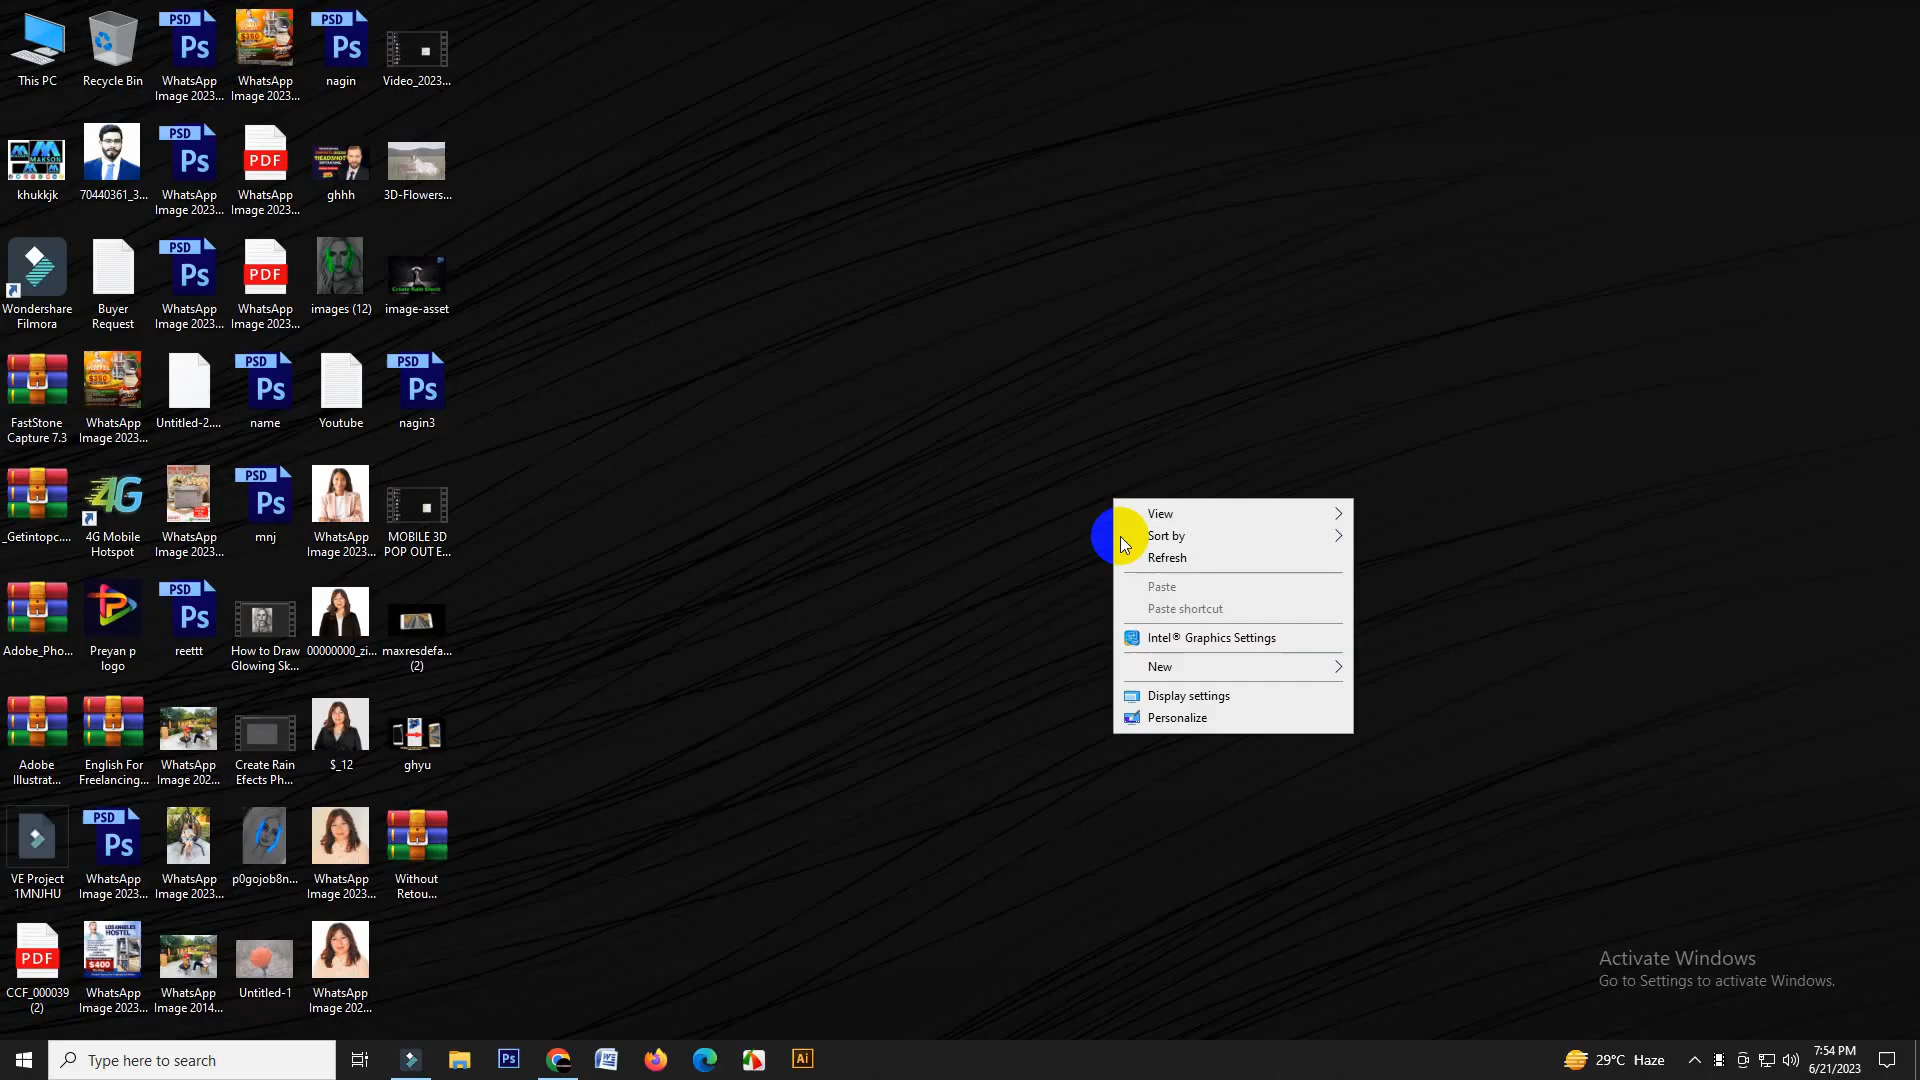 This PC
Recycle Bin
PSD
Ps
WhatsApp
Image 2023...
WhatsApp
Image 2023...
PSD
Ps
nagin
Video_2023...
khukkjk
70440361_3...
PSD
Ps
WhatsApp
Image 2023...
PDF
WhatsApp
Image 2023...
HEADSHOT
ghhh
3D-Flowers...
Wondershare
Filmora
Buyer
Request
PSD
Ps
WhatsApp
Image 2023...
PDF
WhatsApp
Image 2023...
images (12)
Create Rain Efects
image-asset
FastStone
Capture 7.3
WhatsApp
Image 2023...
Untitled-2....
PSD
Ps
name
Youtube
PSD
Ps
nagin3
_Getintopc....
4G
4G Mobile
Hotspot
WhatsApp
Image 2023...
PSD
Ps
mnj
WhatsApp
Image 2023...
MOBILE 3D
POP OUT E...
Adobe_Pho...
Preyan p
logo
PSD
Ps
reettt
How to Draw
Glowing Sk...
00000000_zi...
maxresdefa...
(2)
Adobe
Illustrat...
English For
Freelancing...
WhatsApp
Image 202...
Create Rain
Efects Ph...
$_12
ghyu
VE Project
1MNJHU
PSD
Ps
WhatsApp
Image 2023...
WhatsApp
Image 2023...
p0gojob8n...
WhatsApp
Image 2023...
Without
Retou...
PDF
CCF_000039
(2)
LOS ANGELES
HOSTEL
$400
WhatsApp
Image 2023...
WhatsApp
Image 2014...
Untitled-1
WhatsApp
Image 202...
View
Sort by
Refresh
Paste
Paste shortcut
Intel® Graphics Settings
New
Display settings
Personalize
Activate Windows
Go to Settings to activate Windows.
Type here to search
Ps
Ai
29°C Haze
7:54 PM
6/21/2023